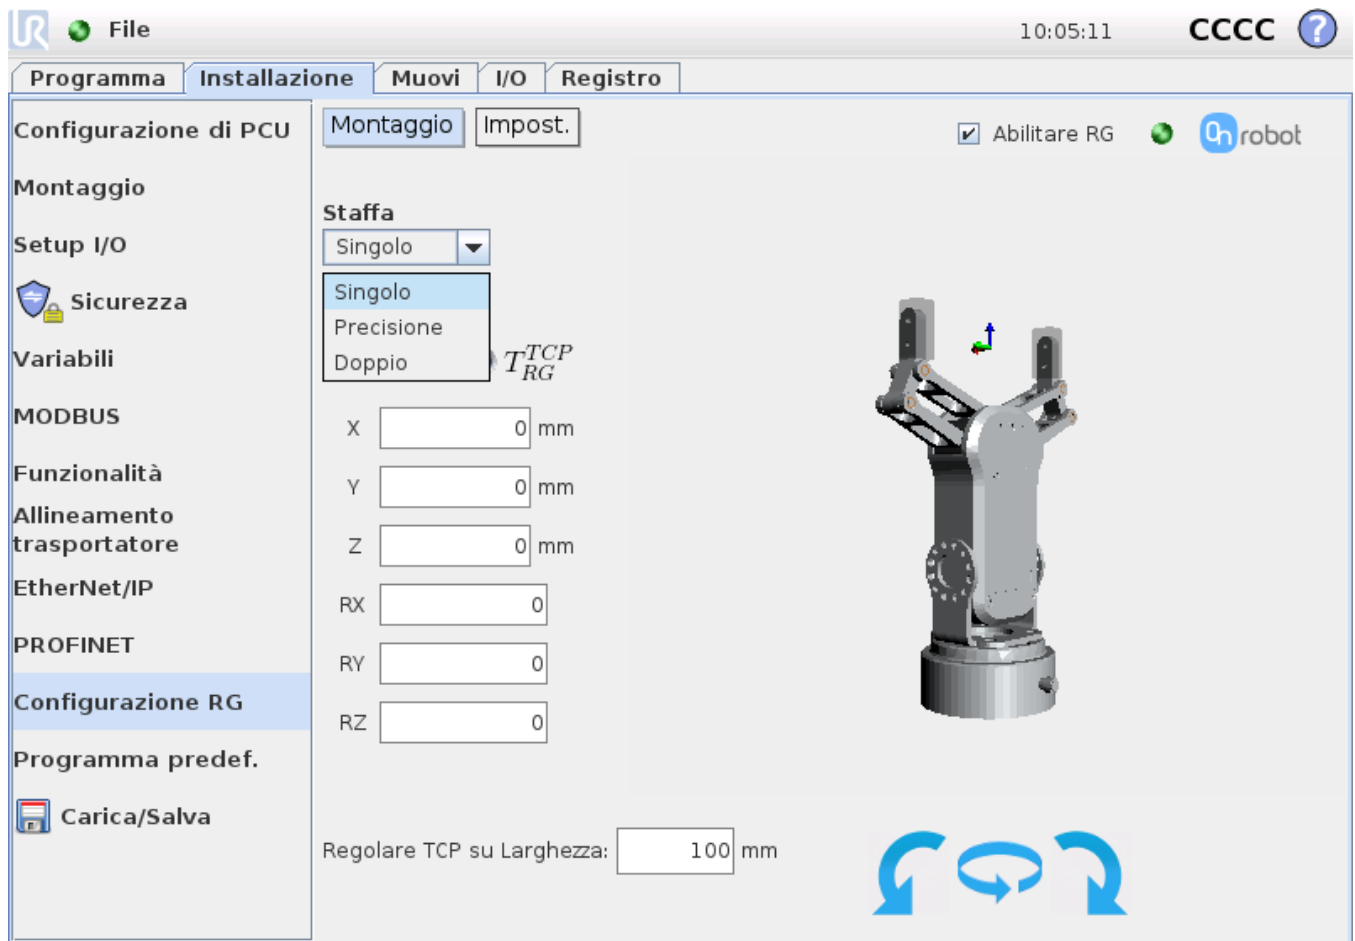 File
10:05:11
CCCC
?
Programma
Installazione
Muovi
I/O
Registro
Configurazione di PCU
Montaggio
Setup I/O
Sicurezza
Variabili
MODBUS
Funzionalità
Allineamento
trasportatore
EtherNet/IP
PROFINET
Configurazione RG
Programma predef.
Carica/Salva
Montaggio
Impost.
Abilitare RG
On robot
Staffa
Singolo
Singolo
Precisione
Doppio
T_{RG}^{TCP}
X 0 mm
Y 0 mm
Z 0 mm
RX 0
RY 0
RZ 0
Regolare TCP su Larghezza: 100 mm